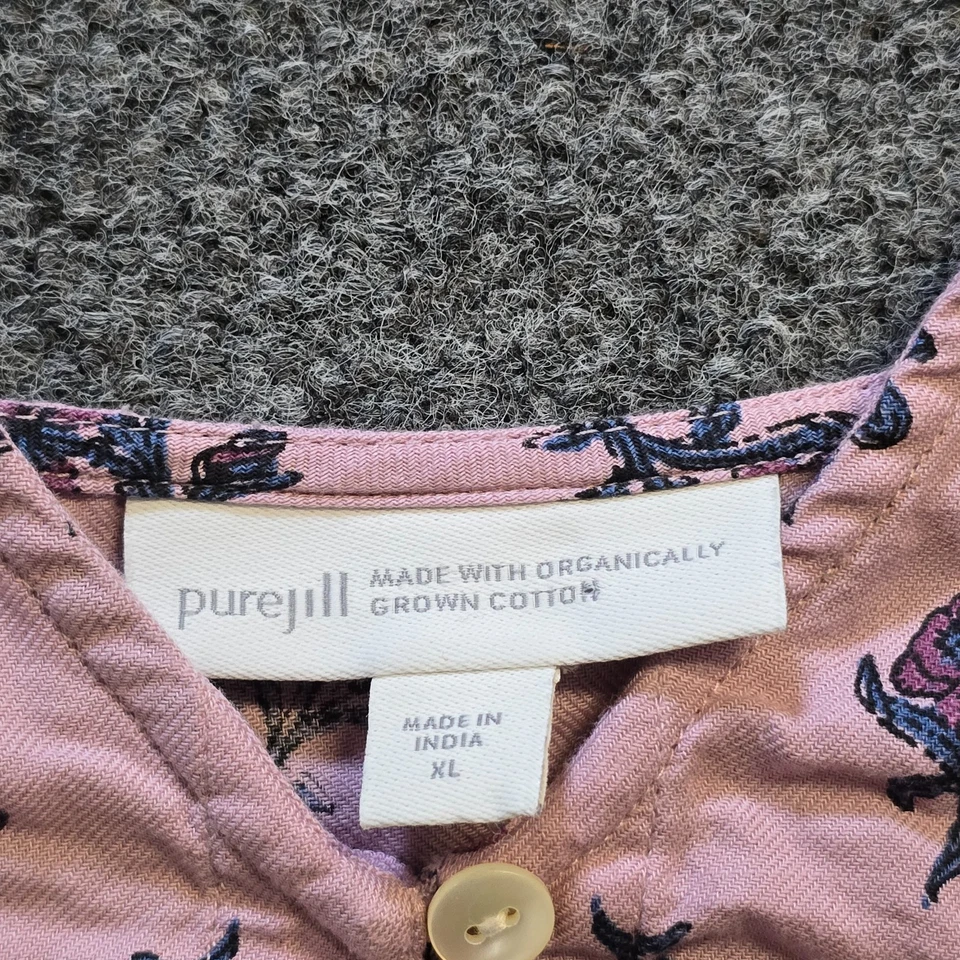 purejill
MADE WITH ORGANICALLY
GROWN COTTON
MADE IN
INDIA
XL